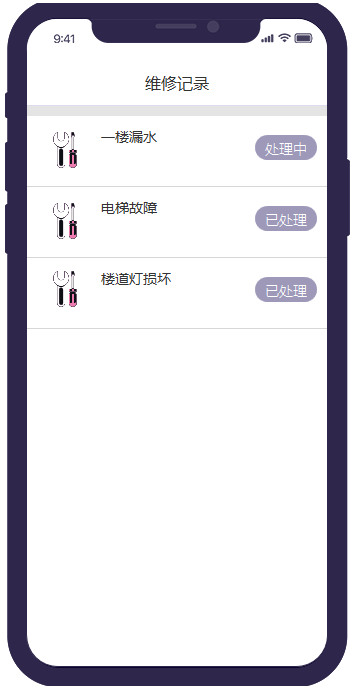 9:41
维修记录
一楼漏水
处理中
电梯故障
已处理
楼道灯损坏
已处理